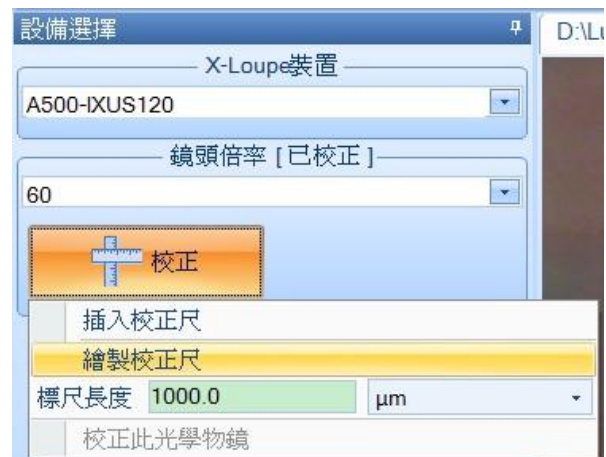 設備選擇
D:\Lu
X-Loupe裝置
A500-IXUS120
鏡頭倍率 [ 已校正 ]
60
校正
插入校正尺
繪製校正尺
標尺長度 1000.0 μm
校正此光學物鏡